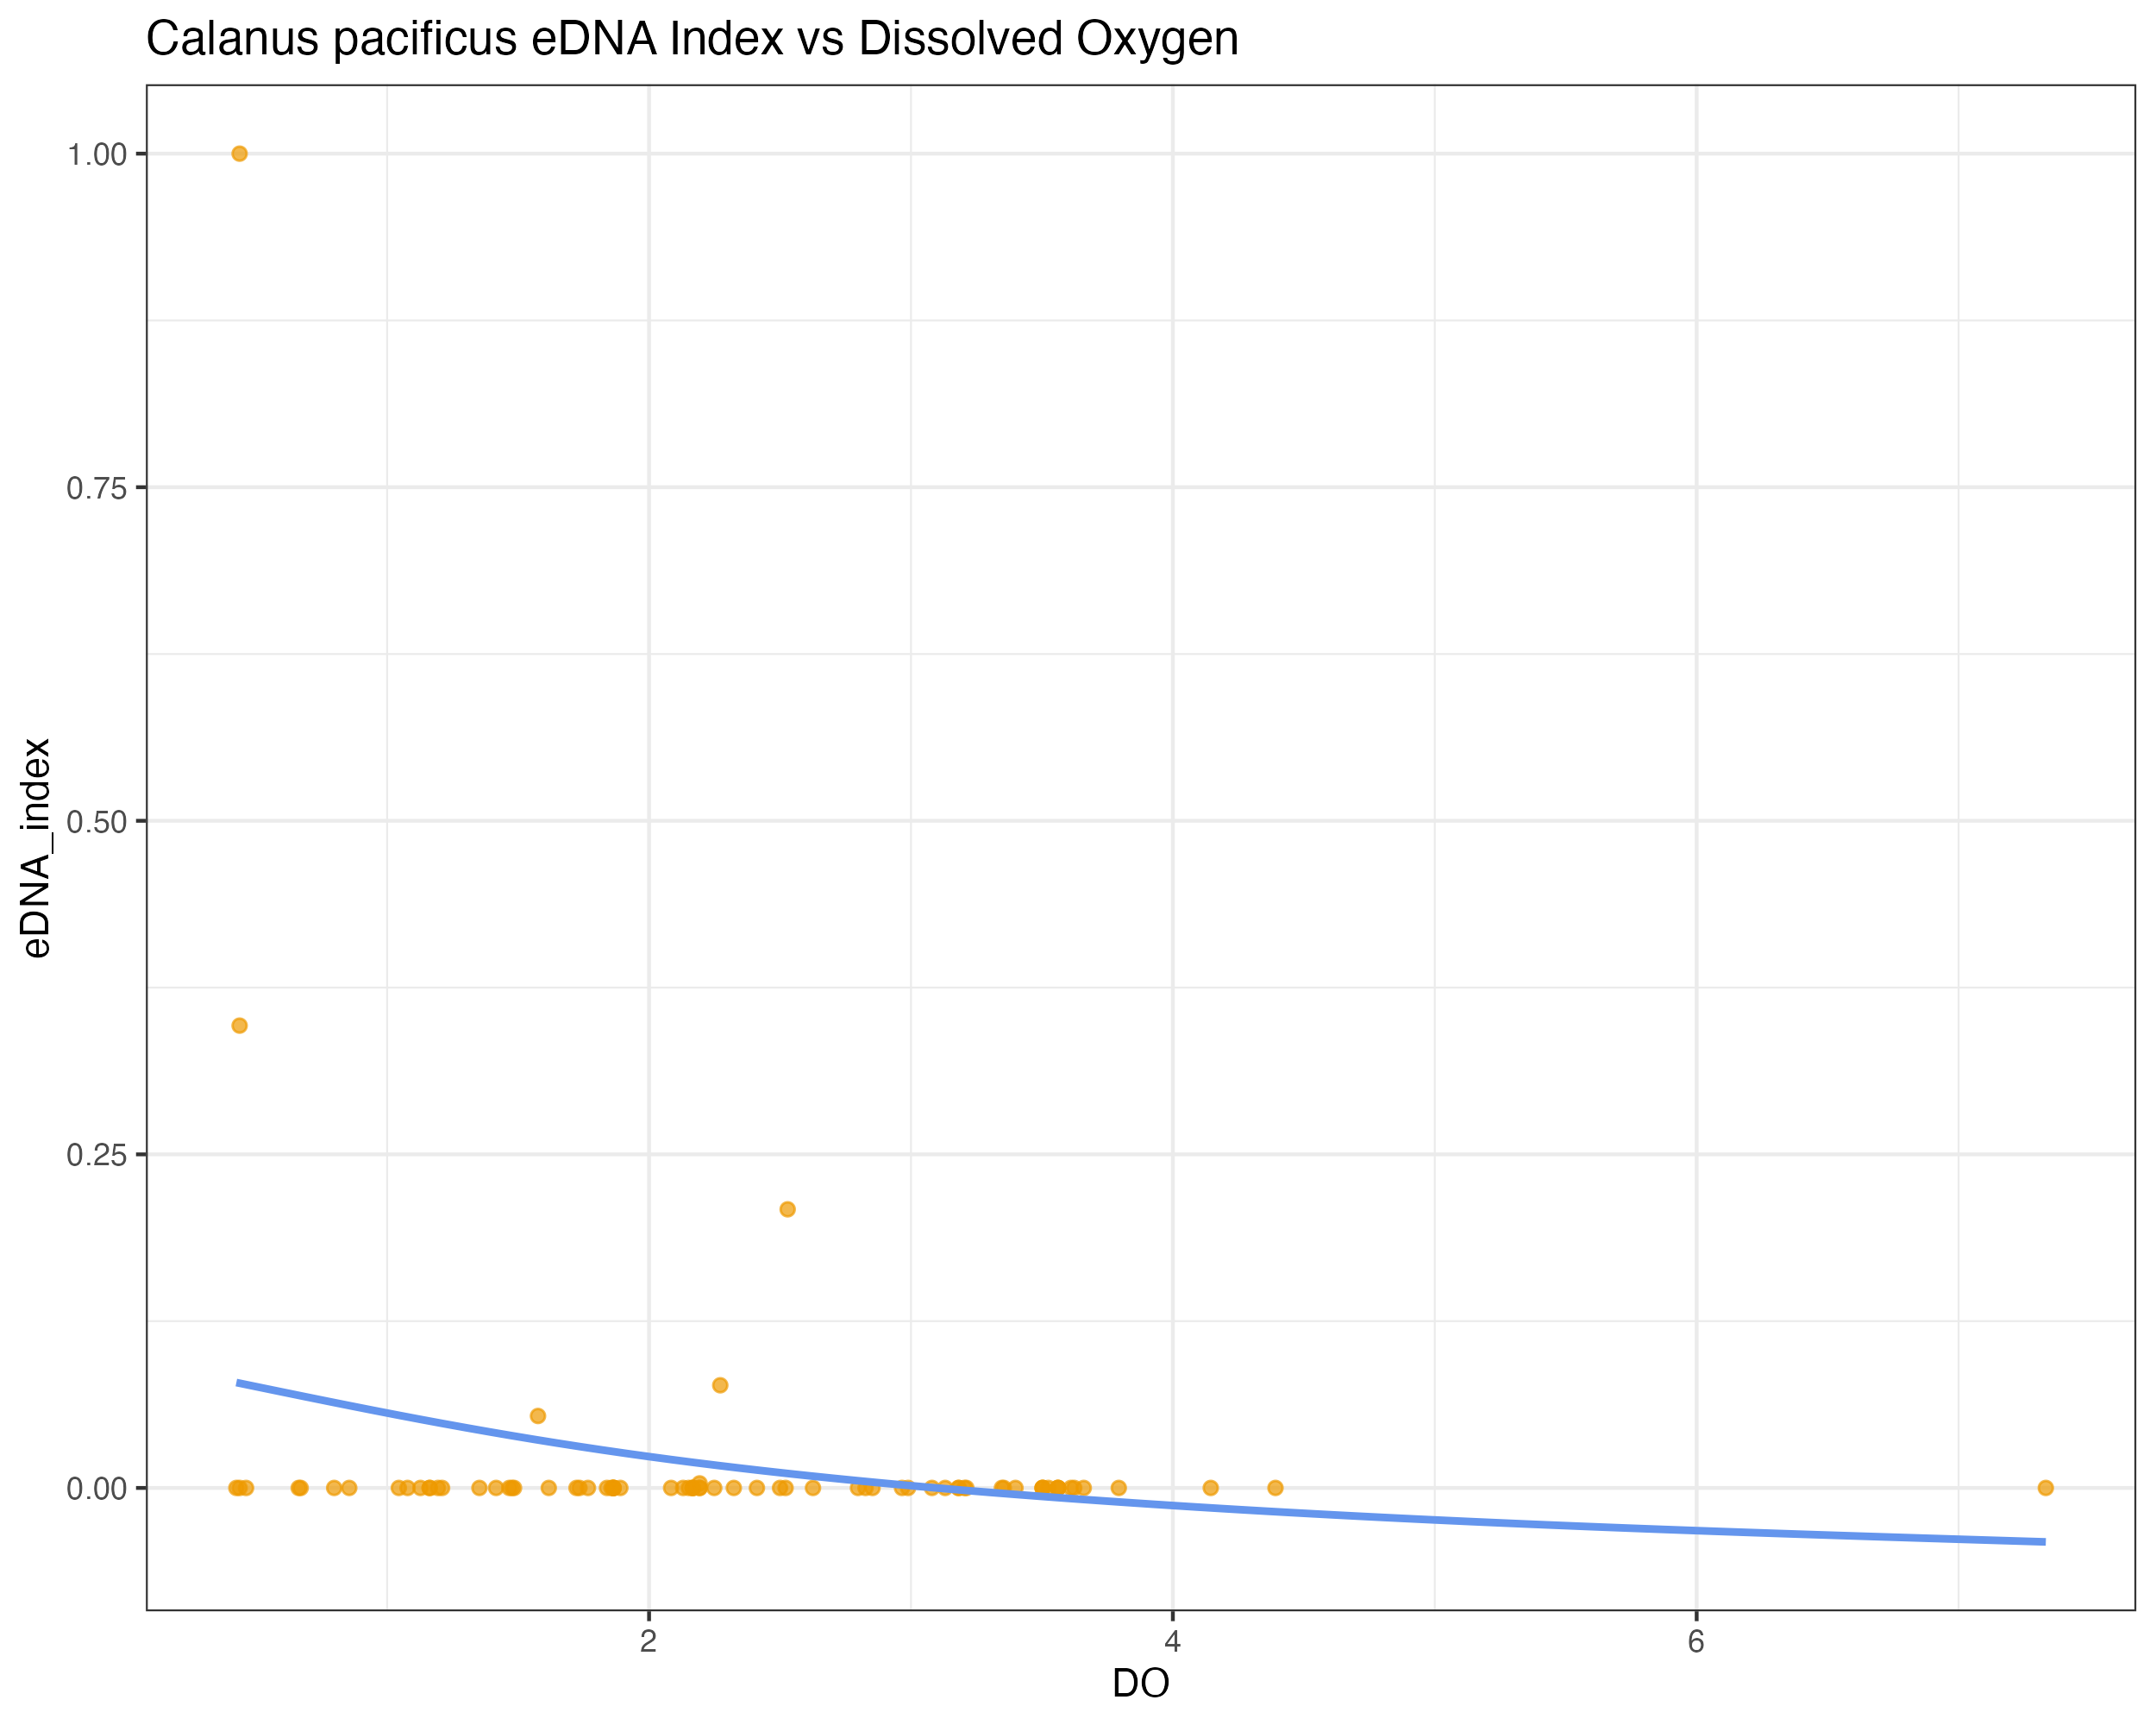 Calanus pacificus eDNA Index vs Dissolved Oxygen
1.00
0.75
0.50
0.25
0.00
eDNA_index
2
4
6
DO